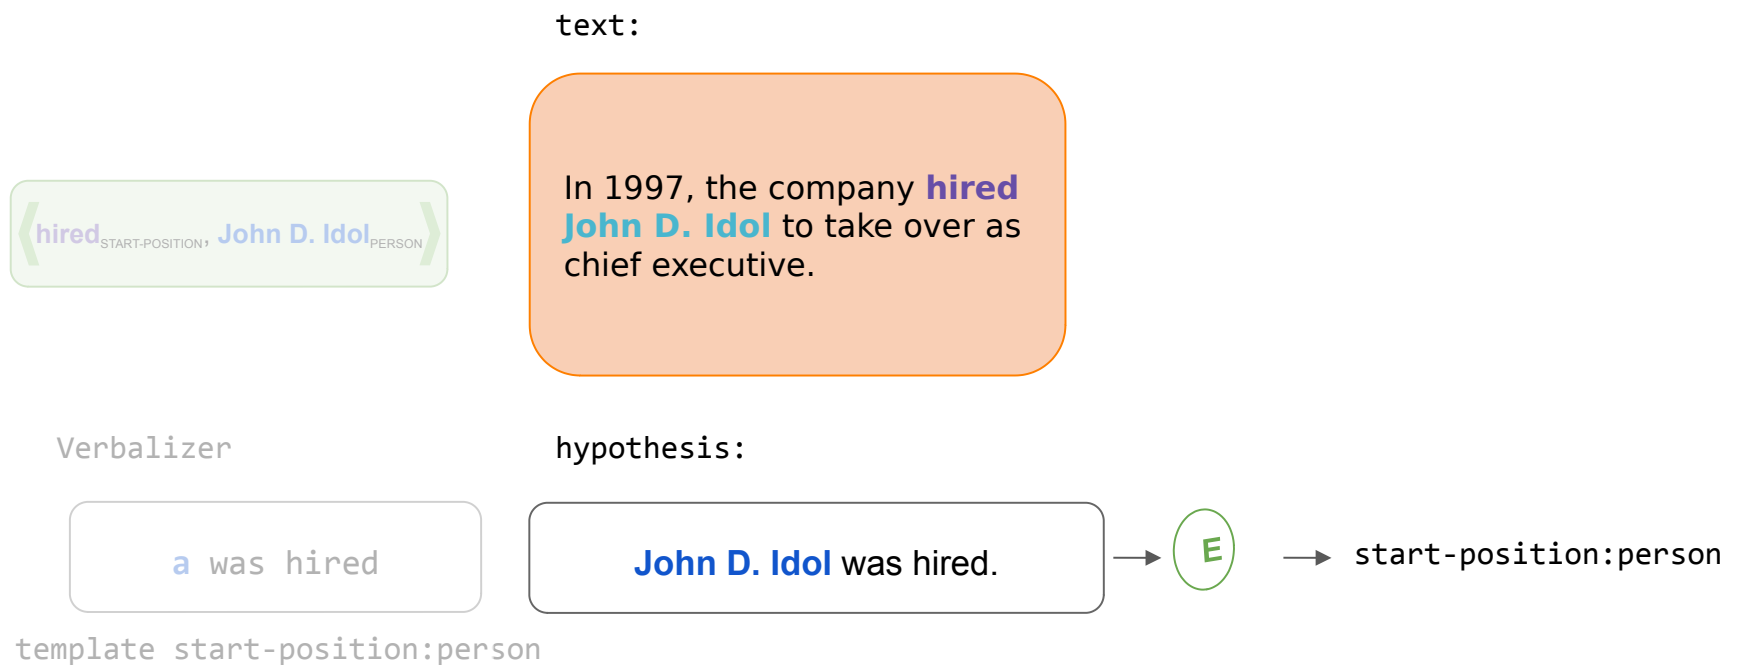 text:
In 1997, the company hired
John D. Idol to take over as
chief executive.
⟨hired START-POSITION, John D. Idol PERSON⟩
Verbalizer
hypothesis:
a was hired
John D. Idol was hired.
E
start-position:person
template start-position:person